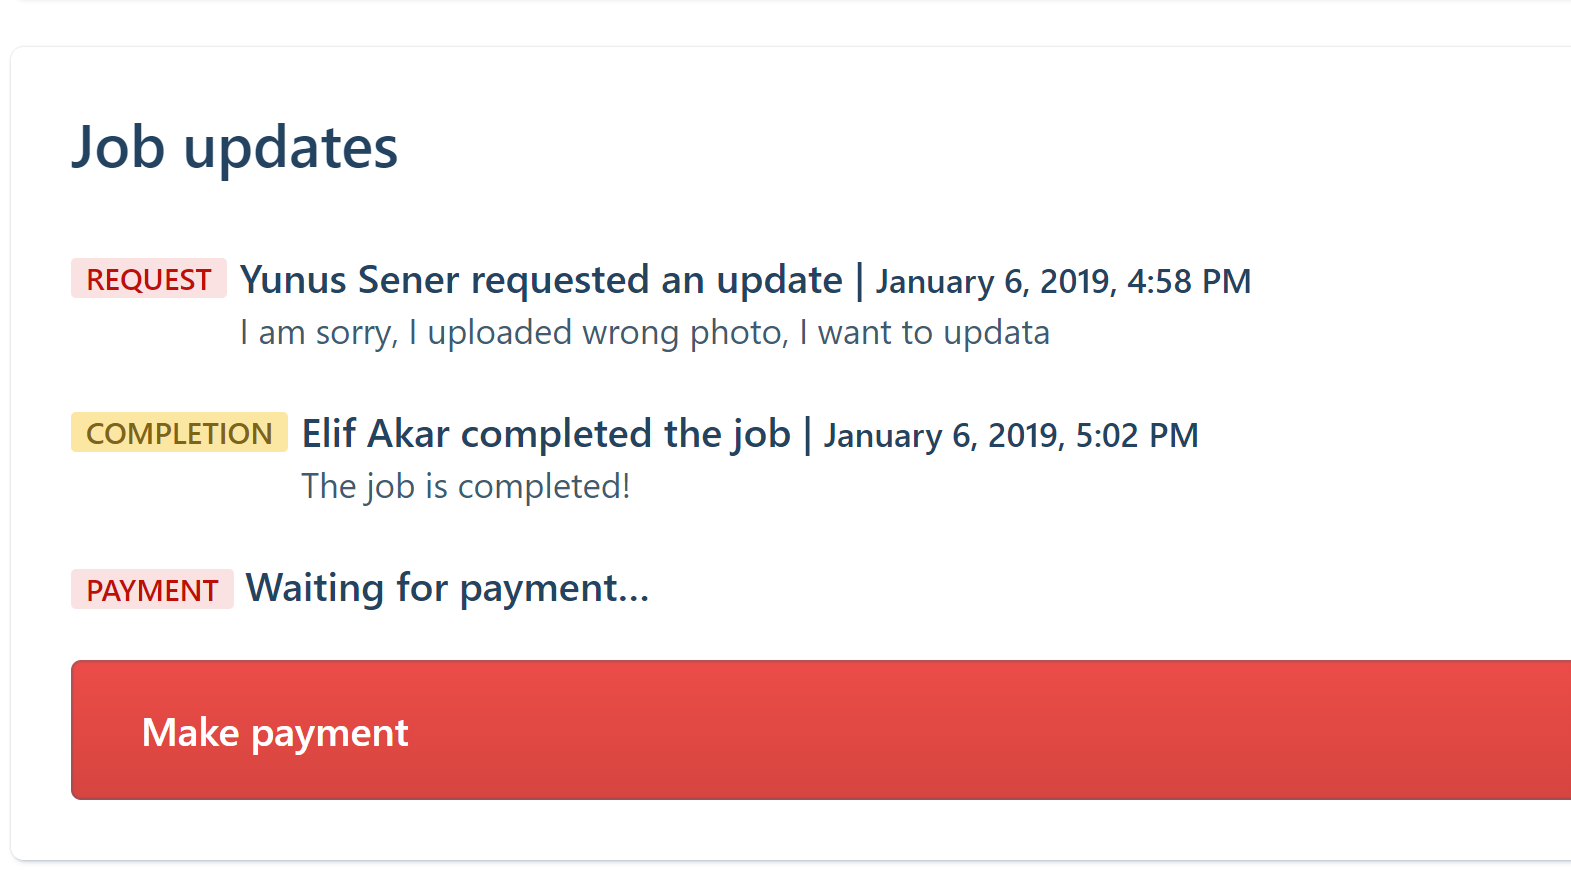 Job updates
REQUEST Yunus Sener requested an update | January 6, 2019, 4:58 PM
I am sorry, I uploaded wrong photo, I want to updata
COMPLETION Elif Akar completed the job | January 6, 2019, 5:02 PM
The job is completed!
PAYMENT Waiting for payment...
Make payment